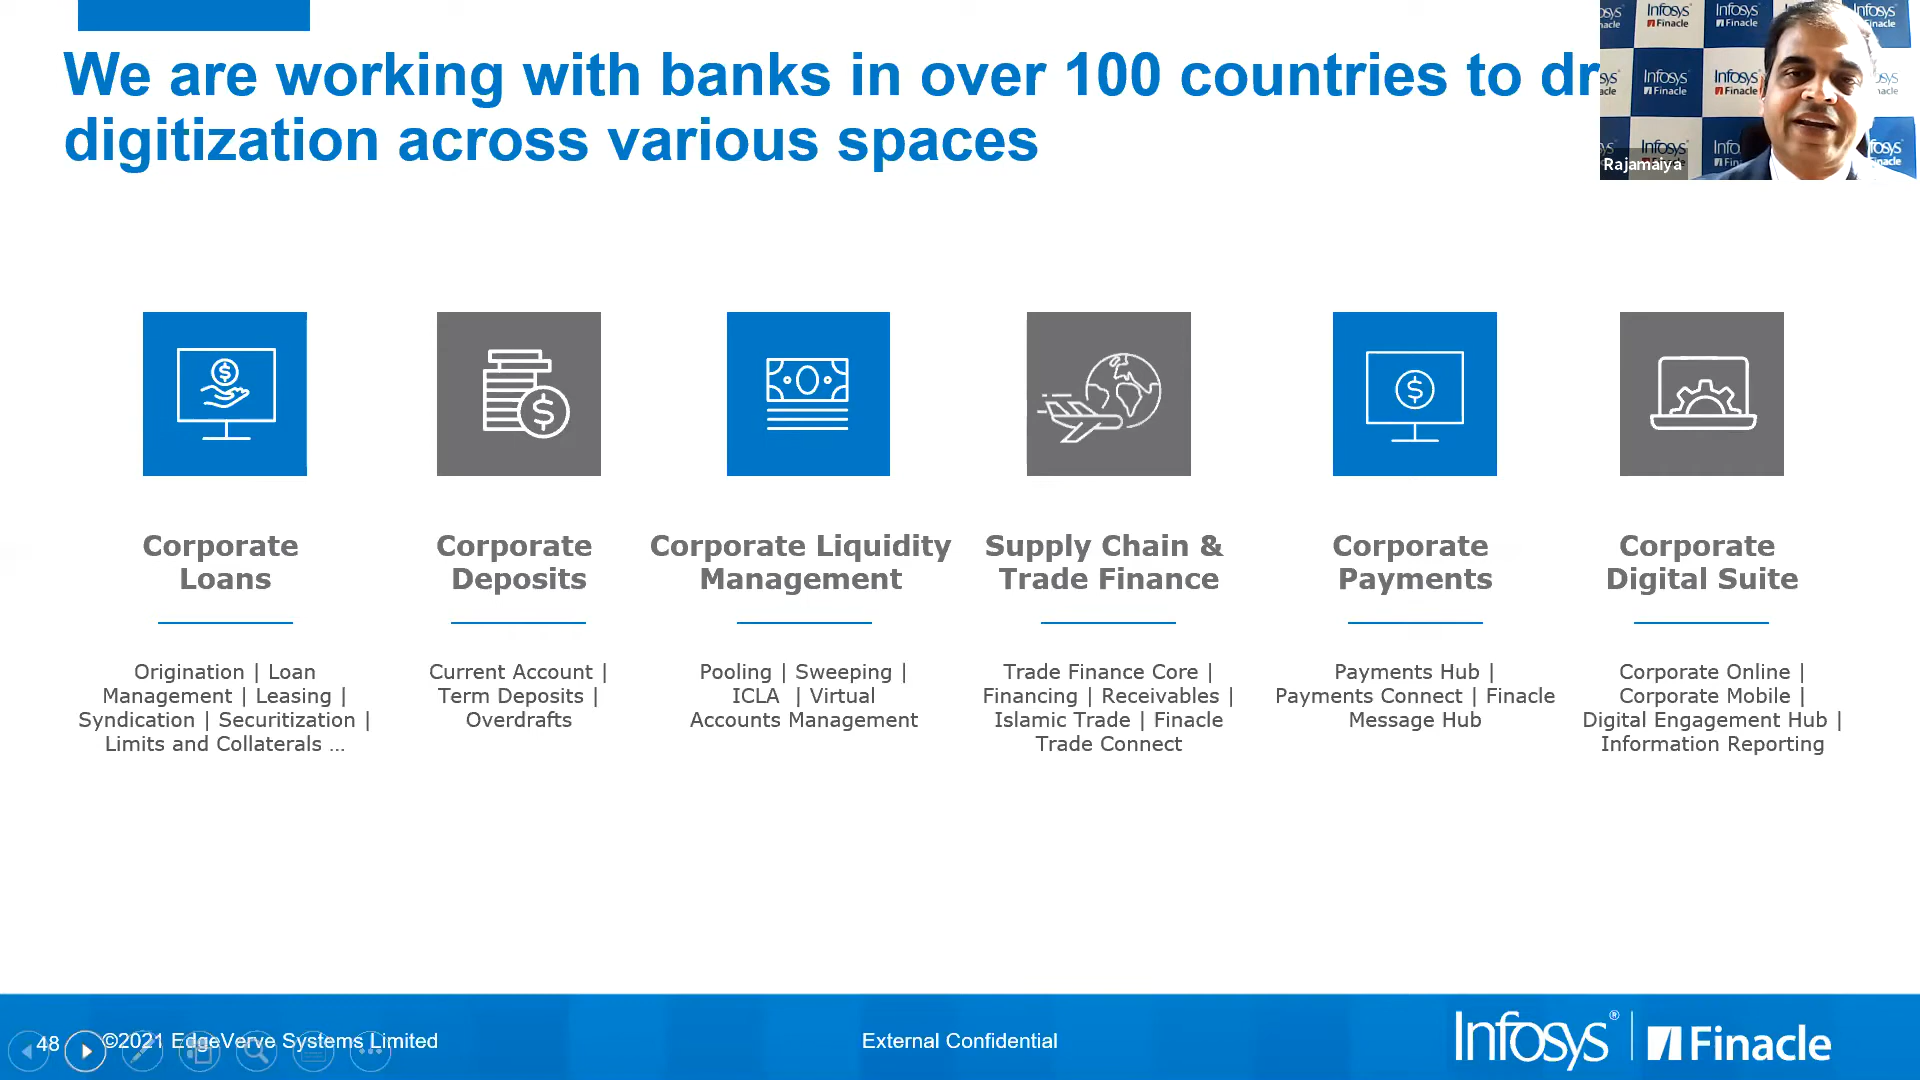 We are working with banks in over 100 countries to dr
digitization across various spaces
Infosys Finacle
Rajamaiya
Corporate Loans
Corporate Deposits
Corporate Liquidity Management
Supply Chain & Trade Finance
Corporate Payments
Corporate Digital Suite
Origination | Loan
Management | Leasing |
Syndication | Securitization |
Limits and Collaterals ...
Current Account |
Term Deposits |
Overdrafts
Pooling | Sweeping |
ICLA | Virtual
Accounts Management
Trade Finance Core |
Financing | Receivables |
Islamic Trade | Finacle
Trade Connect
Payments Hub |
Payments Connect | Finacle
Message Hub
Corporate Online |
Corporate Mobile |
Digital Engagement Hub |
Information Reporting
48
©2021 EdgeVerve Systems Limited
External Confidential
Infosys® | Finacle